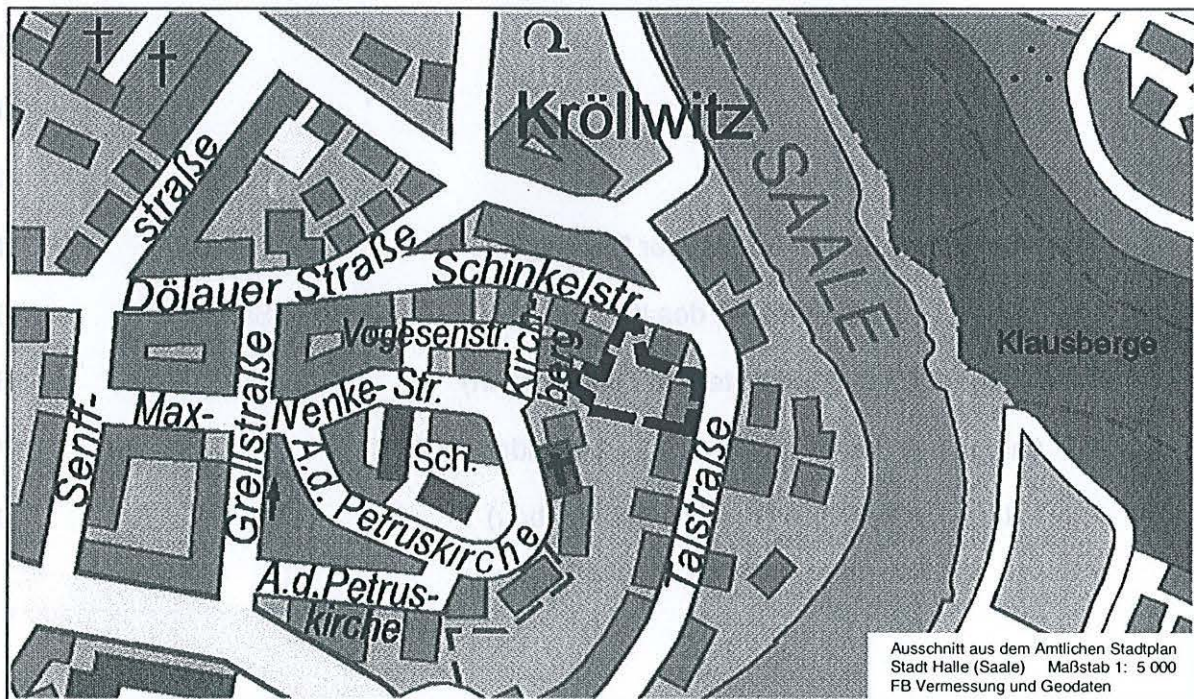 Kröllwitz
SAALE
straße
Dölauer Straße
Schinkelstr.
Vogesenstr.
Kirch-
berg
Klausberge
Senff-
Max-
Nenke-Str.
Grellstraße
Sch.
A.d. Petruskirche
Talstraße
A.d.Petrus-
kirche
Ausschnitt aus dem Amtlichen Stadtplan
Stadt Halle (Saale) Maßstab 1: 5 000
FB Vermessung und Geodaten